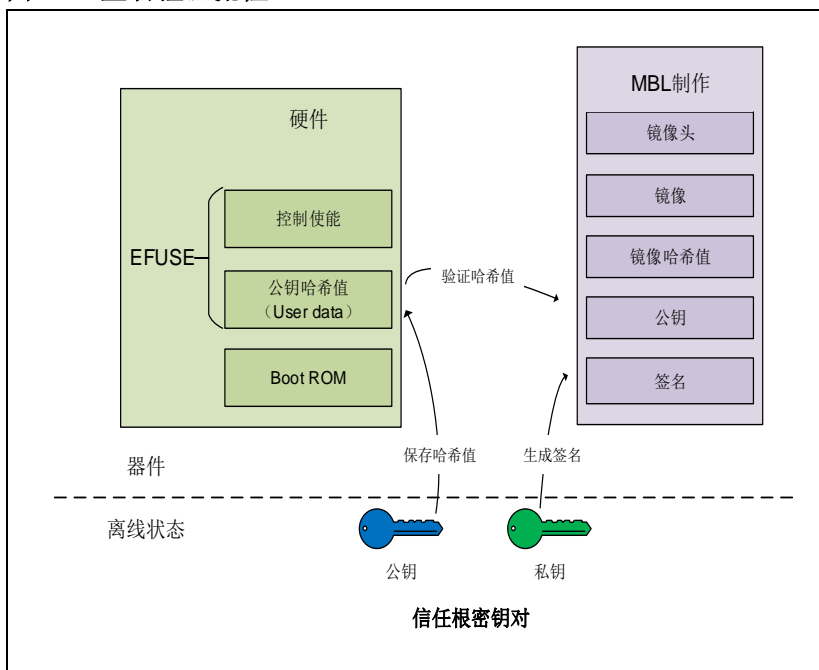 硬件
EFUSE
控制使能
公钥哈希值
（User data）
Boot ROM
MBL制作
镜像头
镜像
镜像哈希值
公钥
签名
验证哈希值
保存哈希值
生成签名
器件
离线状态
公钥
私钥
信任根密钥对